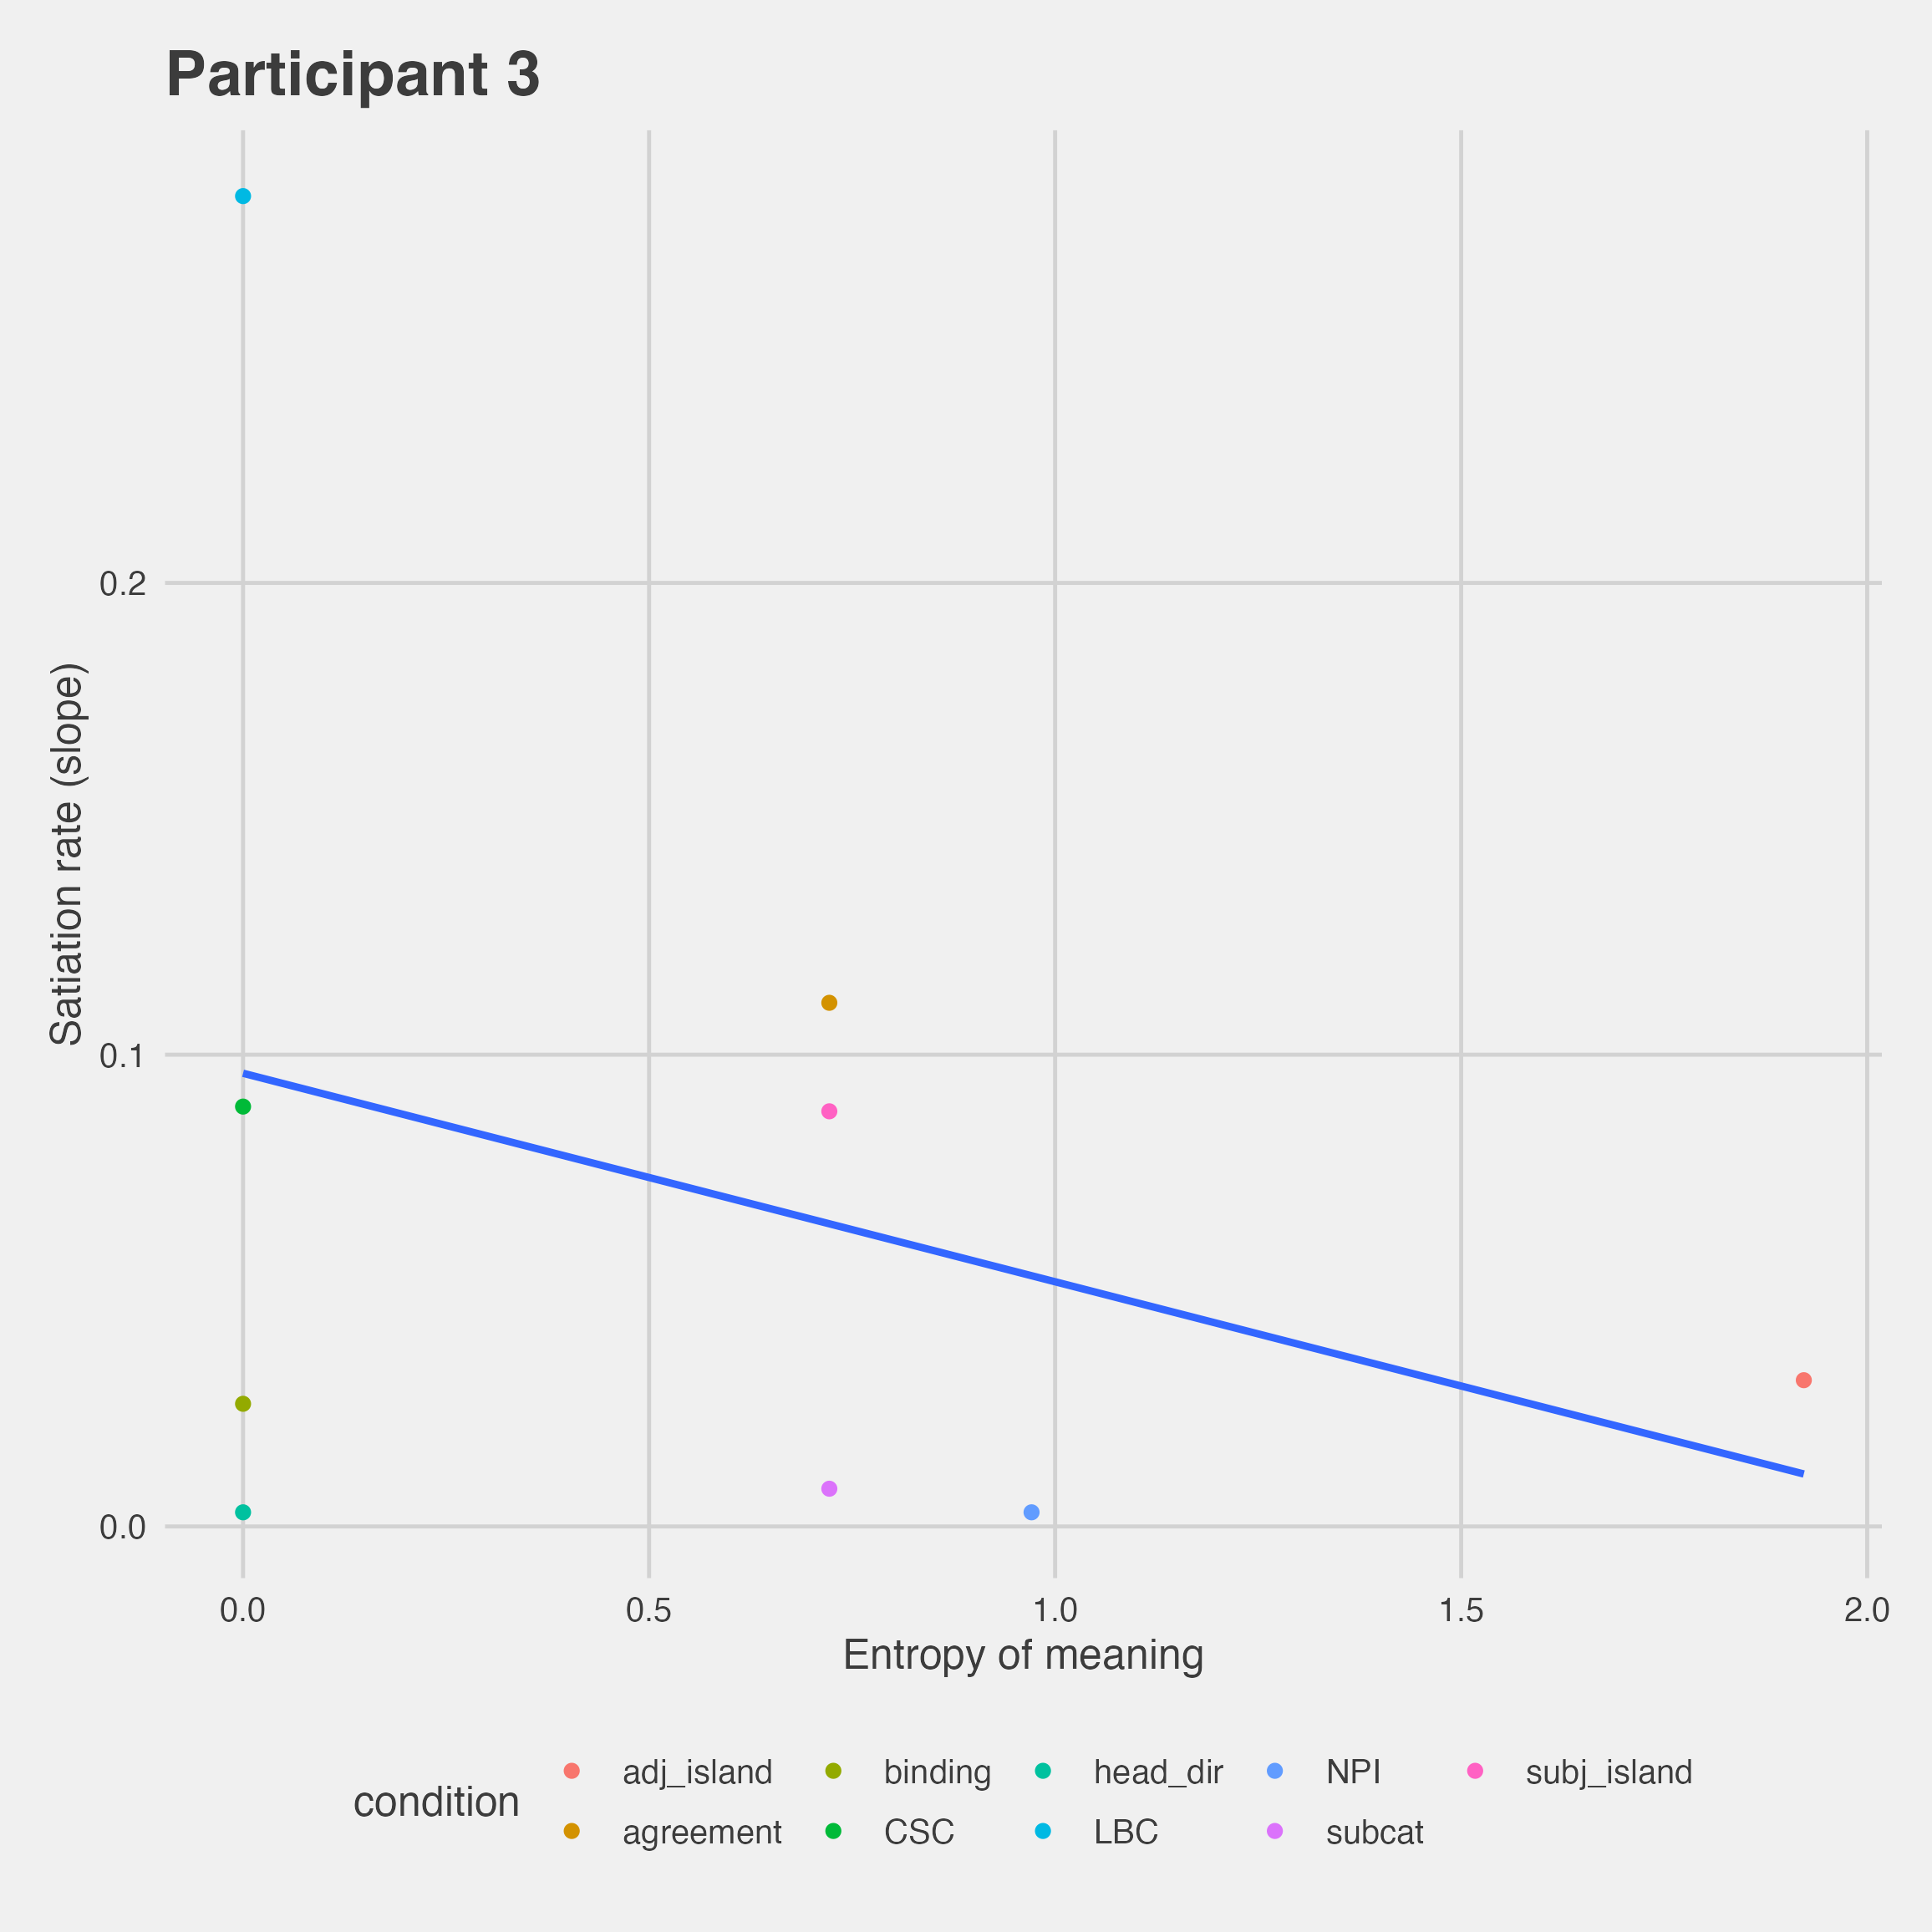 Participant 3
Satiation rate (slope)
0.2
0.1
0.0
0.0 0.5 1.0 1.5 2.0
Entropy of meaning
condition
adj_island binding head_dir NPI subj_island
agreement CSC LBC subcat